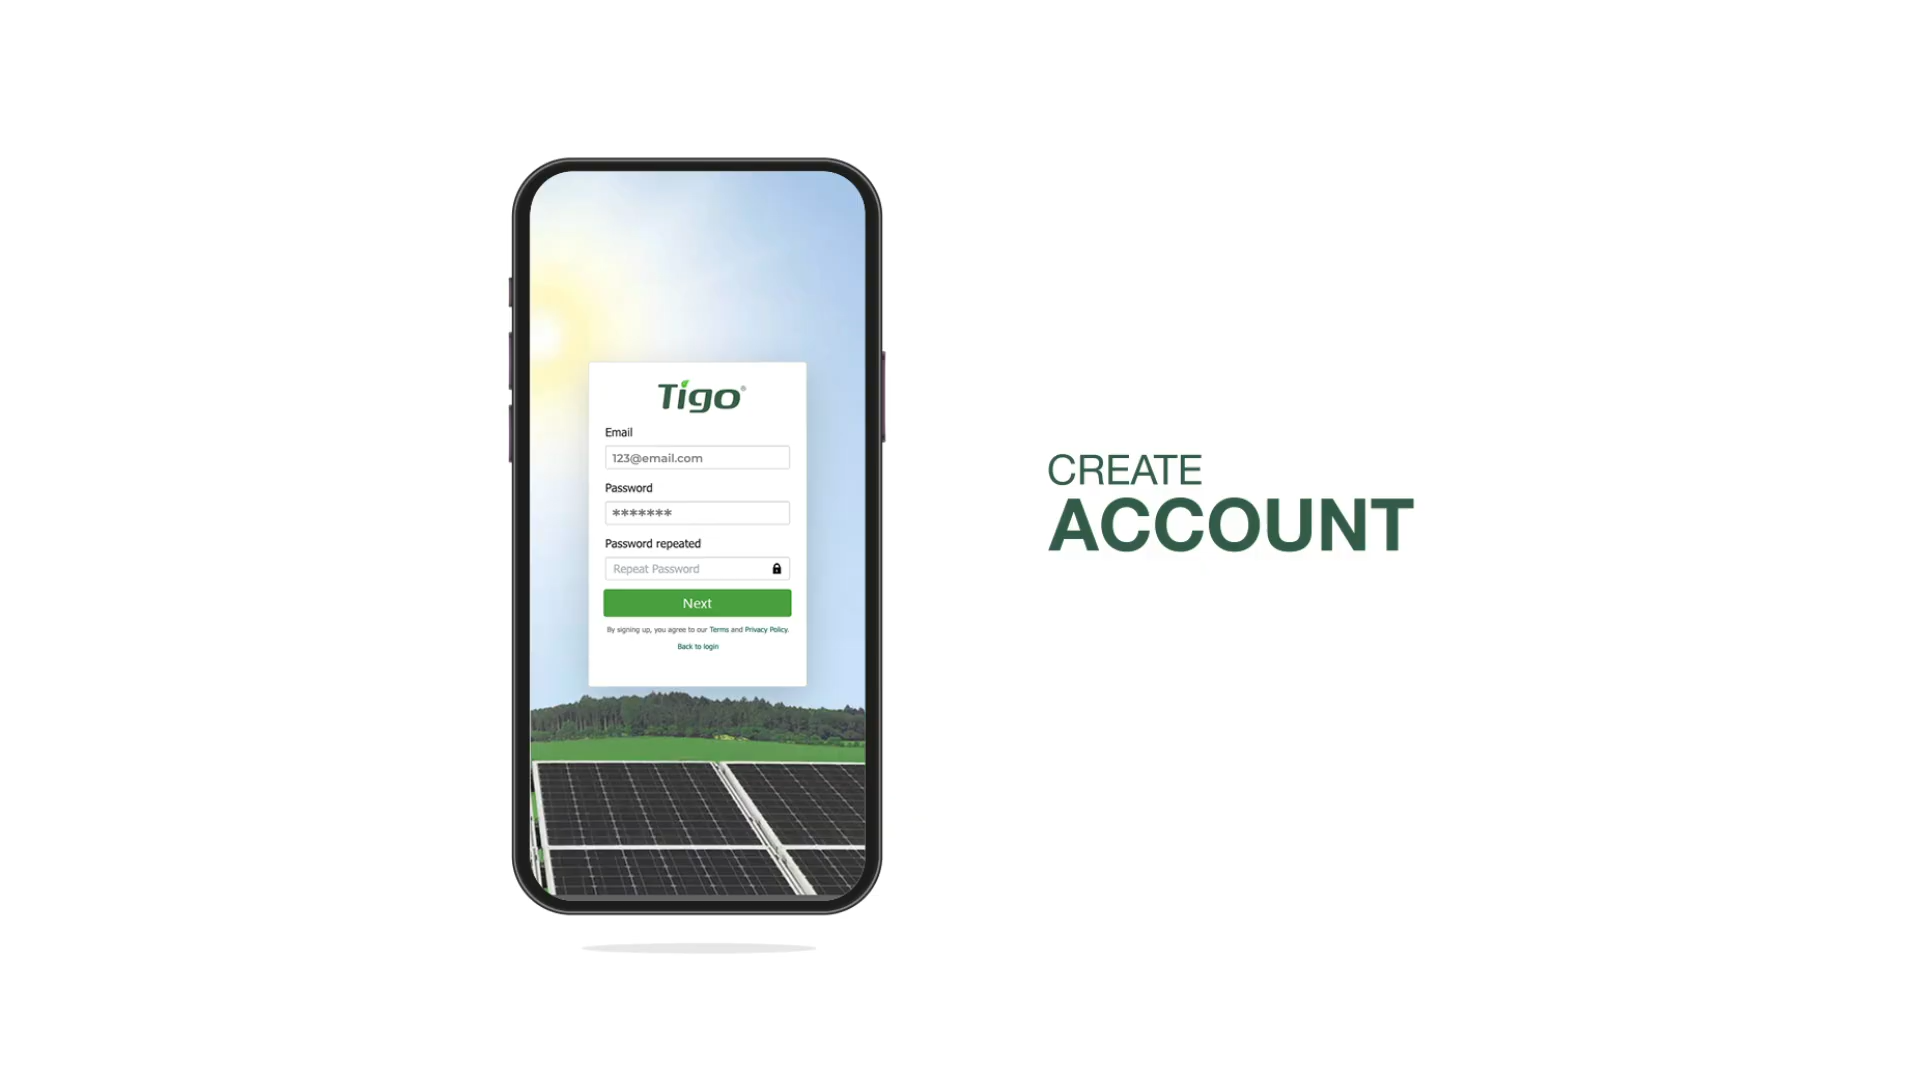 Tigo®
Email
123@email.com
Password
*******
Password repeated
Repeat Password
Next
By signing up, you agree to our Terms and Privacy Policy.
Back to login
CREATE
ACCOUNT